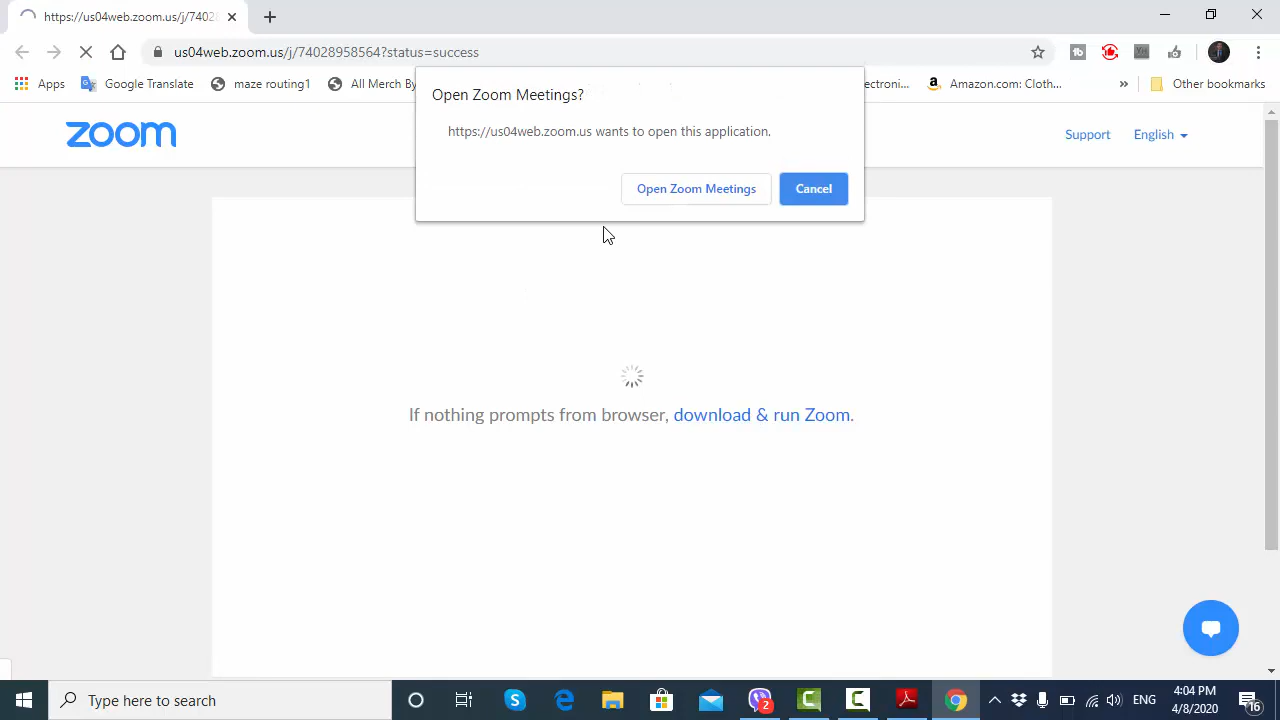 https://us04web.zoom.us/j/74028
us04web.zoom.us/j/74028958564?status=success
Apps
Google Translate
maze routing1
All Merch By
lectronic...
Amazon.com: Cloth...
»
Other bookmarks
Open Zoom Meetings?
https://us04web.zoom.us wants to open this application.
Open Zoom Meetings
Cancel
zoom
Support
English
If nothing prompts from browser, download & run Zoom.
Type here to search
2
ENG
4:04 PM
4/8/2020
16